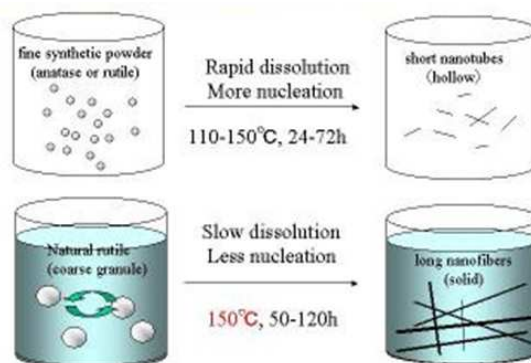 fine synthetic powder
(anatase or rutile)
Rapid dissolution
More nucleation
110-150℃, 24-72h
short nanotubes
(hollow)
Natural rutile
(coarse granule)
Slow dissolution
Less nucleation
150℃, 50-120h
long nanofibers
(solid)